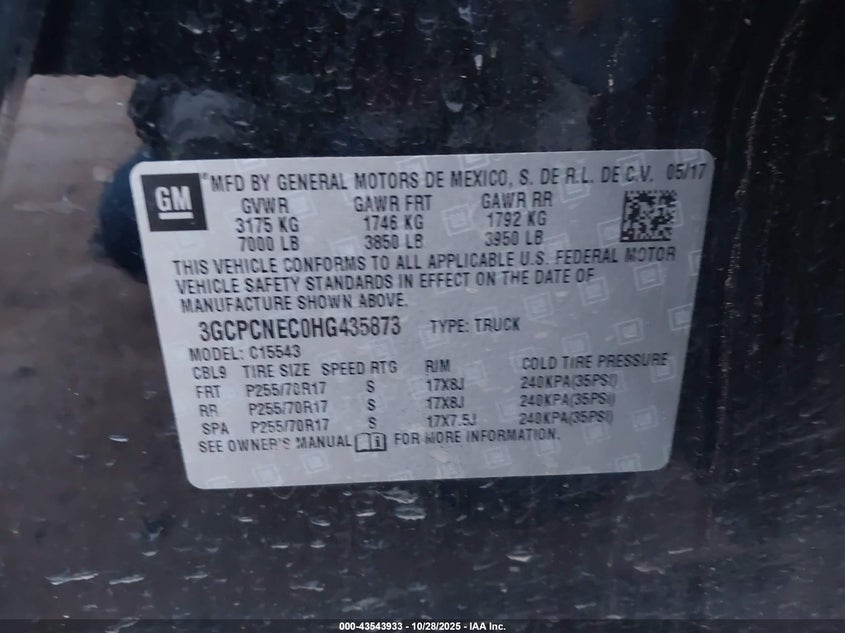 GM
MFD BY GENERAL MOTORS DE MEXICO, S. DE R.L. DE C.V. 05/17
GVWR GAWR FRT GAWR RR
3175 KG 1746 KG 1792 KG
7000 LB 3850 LB 3950 LB
THIS VEHICLE CONFORMS TO ALL APPLICABLE U.S. FEDERAL MOTOR
VEHICLE SAFETY STANDARDS IN EFFECT ON THE DATE OF
MANUFACTURE SHOWN ABOVE.
3GCPCNEC0HG435873 TYPE: TRUCK
MODEL: C15543
CBL9 TIRE SIZE SPEED RTG RIM COLD TIRE PRESSURE
FRT P255/70R17 S 17X8J 240KPA(35PSI)
RR P255/70R17 S 17X8J 240KPA(35PSI)
SPA P255/70R17 S 17X7.5J 240KPA(35PSI)
SEE OWNER'S MANUAL FOR MORE INFORMATION.
000-43543933 - 10/28/2025 - IAA Inc.